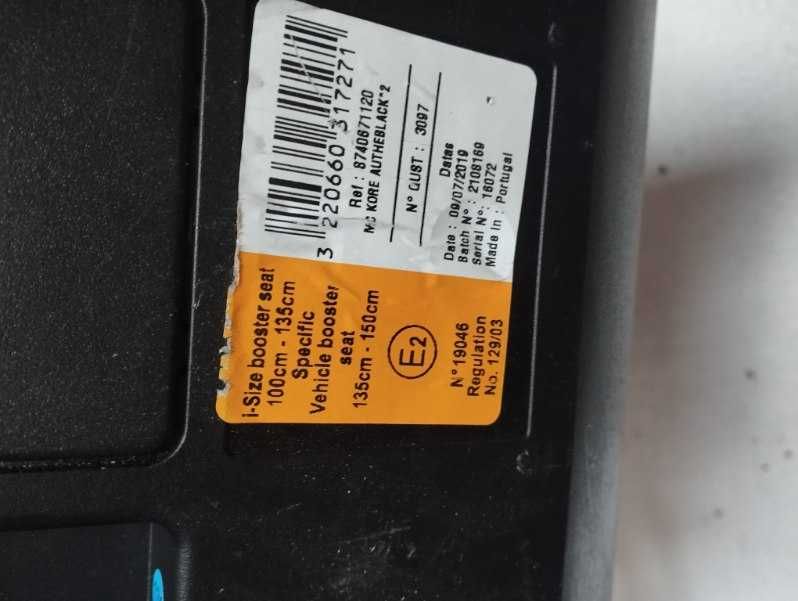 3 220660 317271
Ref : 8740671120
MC KORE AUTHEBLACK*2
N° QUST : 3097
Datas
Date : 09/07/2019
Batch N° : 2108169
Serial N° : 16072
Made In : Portugal
i-Size booster seat
100cm - 135cm
Specific
Vehicle booster
seat
135cm - 150cm
E2
N° 19046
Regulation
No. 129/03